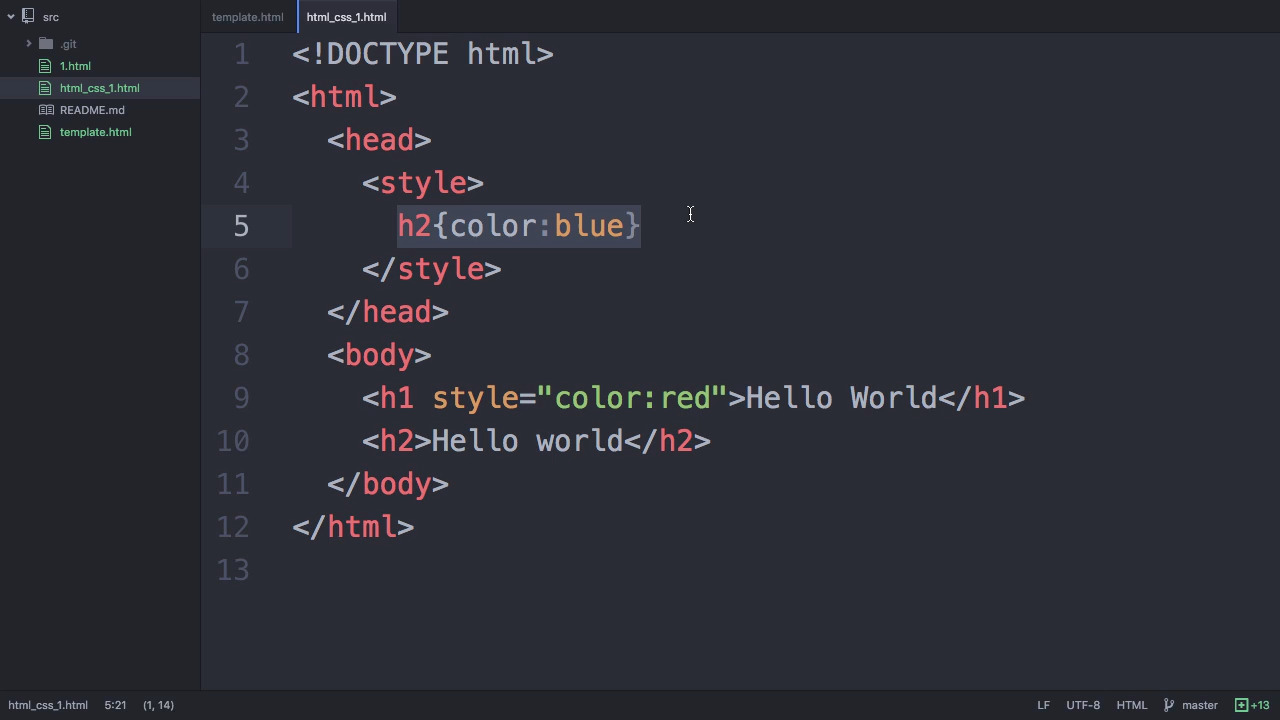 src
.git
1.html
html_css_1.html
README.md
template.html
template.html html_css_1.html
1 <!DOCTYPE html>
2 <html>
3 <head>
4 <style>
5 h2{color:blue}
6 </style>
7 </head>
8 <body>
9 <h1 style="color:red">Hello World</h1>
10 <h2>Hello world</h2>
11 </body>
12 </html>
13
html_css_1.html 5:21 (1, 14) LF UTF-8 HTML master +13